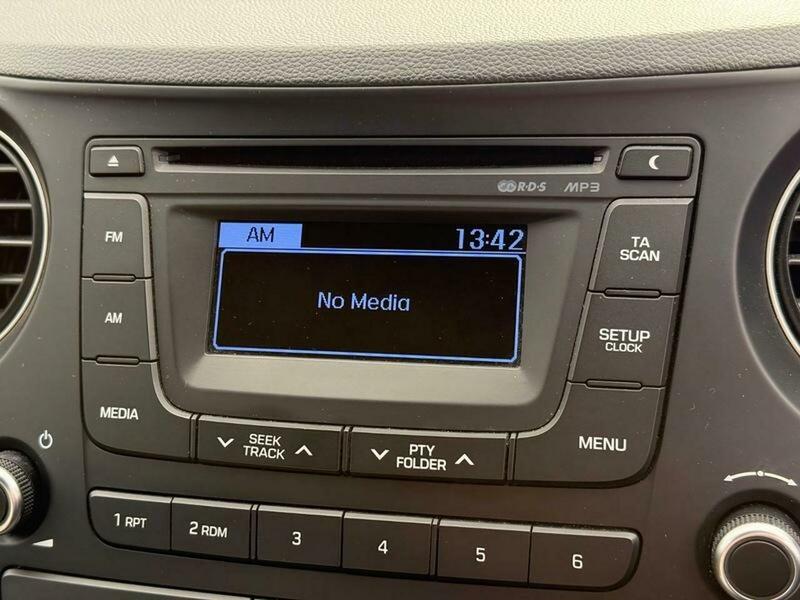 R·D·S MP3
FM
AM 13:42
TA
SCAN
No Media
AM
SETUP
CLOCK
MEDIA
SEEK
TRACK
PTY
FOLDER
MENU
1 RPT
2 RDM
3
4
5
6